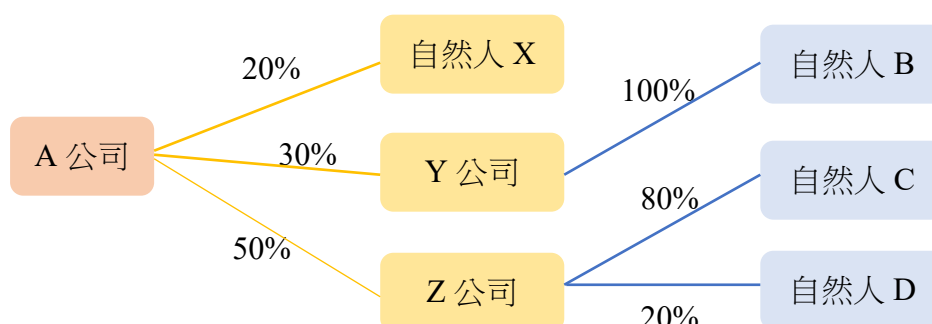 自然人 X
20%
自然人 B
100%
A 公司
30%
Y 公司
自然人 C
80%
50%
Z 公司
自然人 D
20%